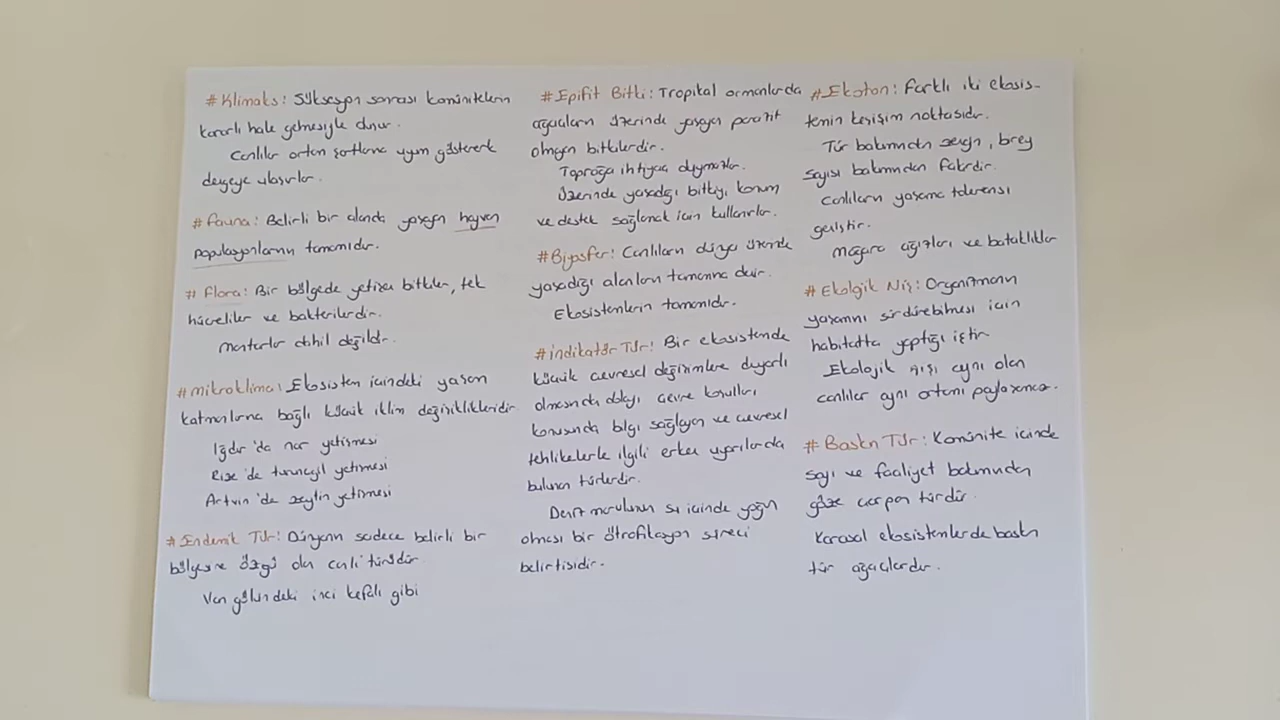 #Klimaks: Süksesyon sonrası komünitelerin
kararlı hale gelmesiyle oluşur.
Canlılar ortam şartlarına uyum göstererek
dengeye ulaşırlar.
#Fauna: Belirli bir alanda yaşayan hayvan
populasyonlarının tamamıdır.
#Flora: Bir bölgede yetişen bitkiler, tek
hücreliler ve bakterilerdir.
mantarlar dahil değildir.
#mikroklima: Ekosistem içindeki yaşam
katmanlarına bağlı küçük iklim değişiklikleridir
Iğdır'da nar yetişmesi
Rize'de turunçgil yetişmesi
Artvin'de zeytin yetişmesi
#Endemik Tür: Dünyanın sadece belirli bir
bölgesine özgü olan canlı türüdür
Van gölündeki inci kefali gibi
#Epifit Bitki: Tropikal ormanlarda
ağaçların üzerinde yaşayan parazit
olmayan bitkilerdir.
Toprağa ihtiyaç duymazlar.
Üzerinde yaşadığı bitkiyi konum
ve destek sağlamak için kullanırlar.
#Biyosfer: Canlıların dünya üzerinde
yaşadığı alanların tamamına denir.
Ekosistemlerin tamamıdır.
#indikatör Tür: Bir ekosistemde
küçük çevresel değişimlere duyarlı
olmasından dolayı çevre koşulları
konusunda bilgi sağlayan ve çevresel
tehlikelerle ilgili erken uyarılarda
bulunan türlerdir.
Deniz marulunun su içinde yoğun
olması bir ötrofikasyon süreci
belirtisidir.
#Ekoton: Farklı iki ekosis-
temin kesişim noktasıdır.
Tür bakımından zengin, birey
sayısı bakımından fakirdir.
Canlıların yaşama toleransı
geniştir.
mağara ağızları ve bataklıklar
#Ekolojik Niş: Organizmanın
yaşamını sürdürebilmesi için
habitatta yaptığı iştir
Ekolojik nişi aynı olan
canlılar aynı ortamı paylaşamaz.
#Baskın Tür: Komünite içinde
sayı ve faaliyet bakımından
göze çarpan türdür.
Karasal ekosistemlerde baskın
tür ağaçlardır.